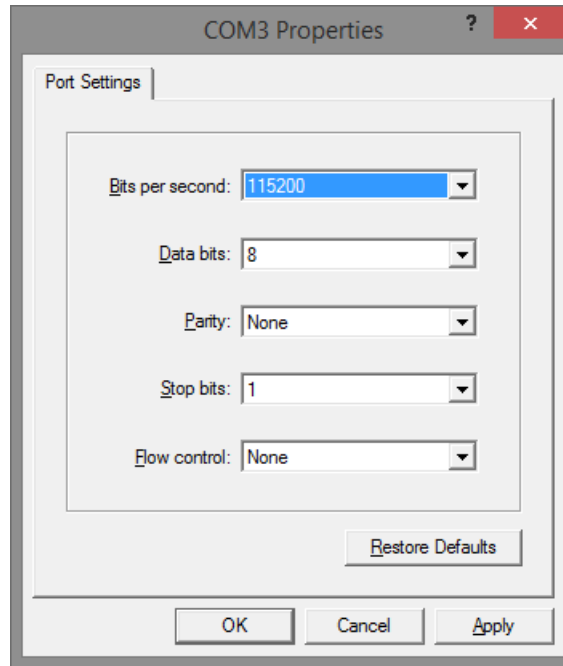 COM3 Properties ?
Port Settings
Bits per second: 115200
Data bits: 8
Parity: None
Stop bits: 1
Flow control: None
Restore Defaults
OK Cancel Apply